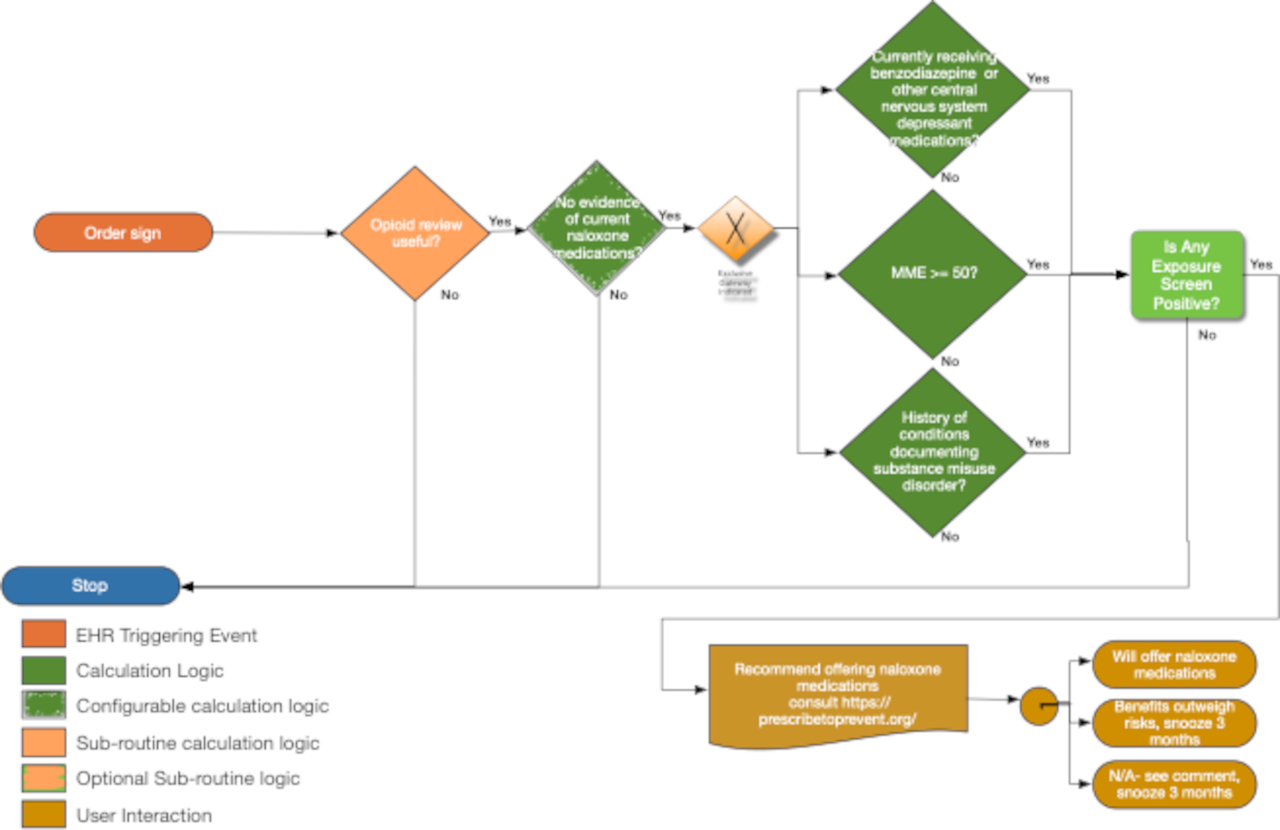 Currently receiving
benzodiazepine or
other central
nervous system
depressant
medications?
Yes
No
Order sign
Opioid review
useful?
Yes
No
No evidence
of current
naloxone
medications?
Yes
No
Exclusive
Gateway
MME >= 50?
Yes
No
History of
conditions
documenting
substance misuse
disorder?
Yes
No
Is Any
Exposure
Screen
Positive?
Yes
No
Stop
EHR Triggering Event
Calculation Logic
Configurable calculation logic
Sub-routine calculation logic
Optional Sub-routine logic
User Interaction
Recommend offering naloxone
medications
consult https://
prescribetoprevent.org/
Will offer naloxone
medications
Benefits outweigh
risks, snooze 3
months
N/A- see comment,
snooze 3 months